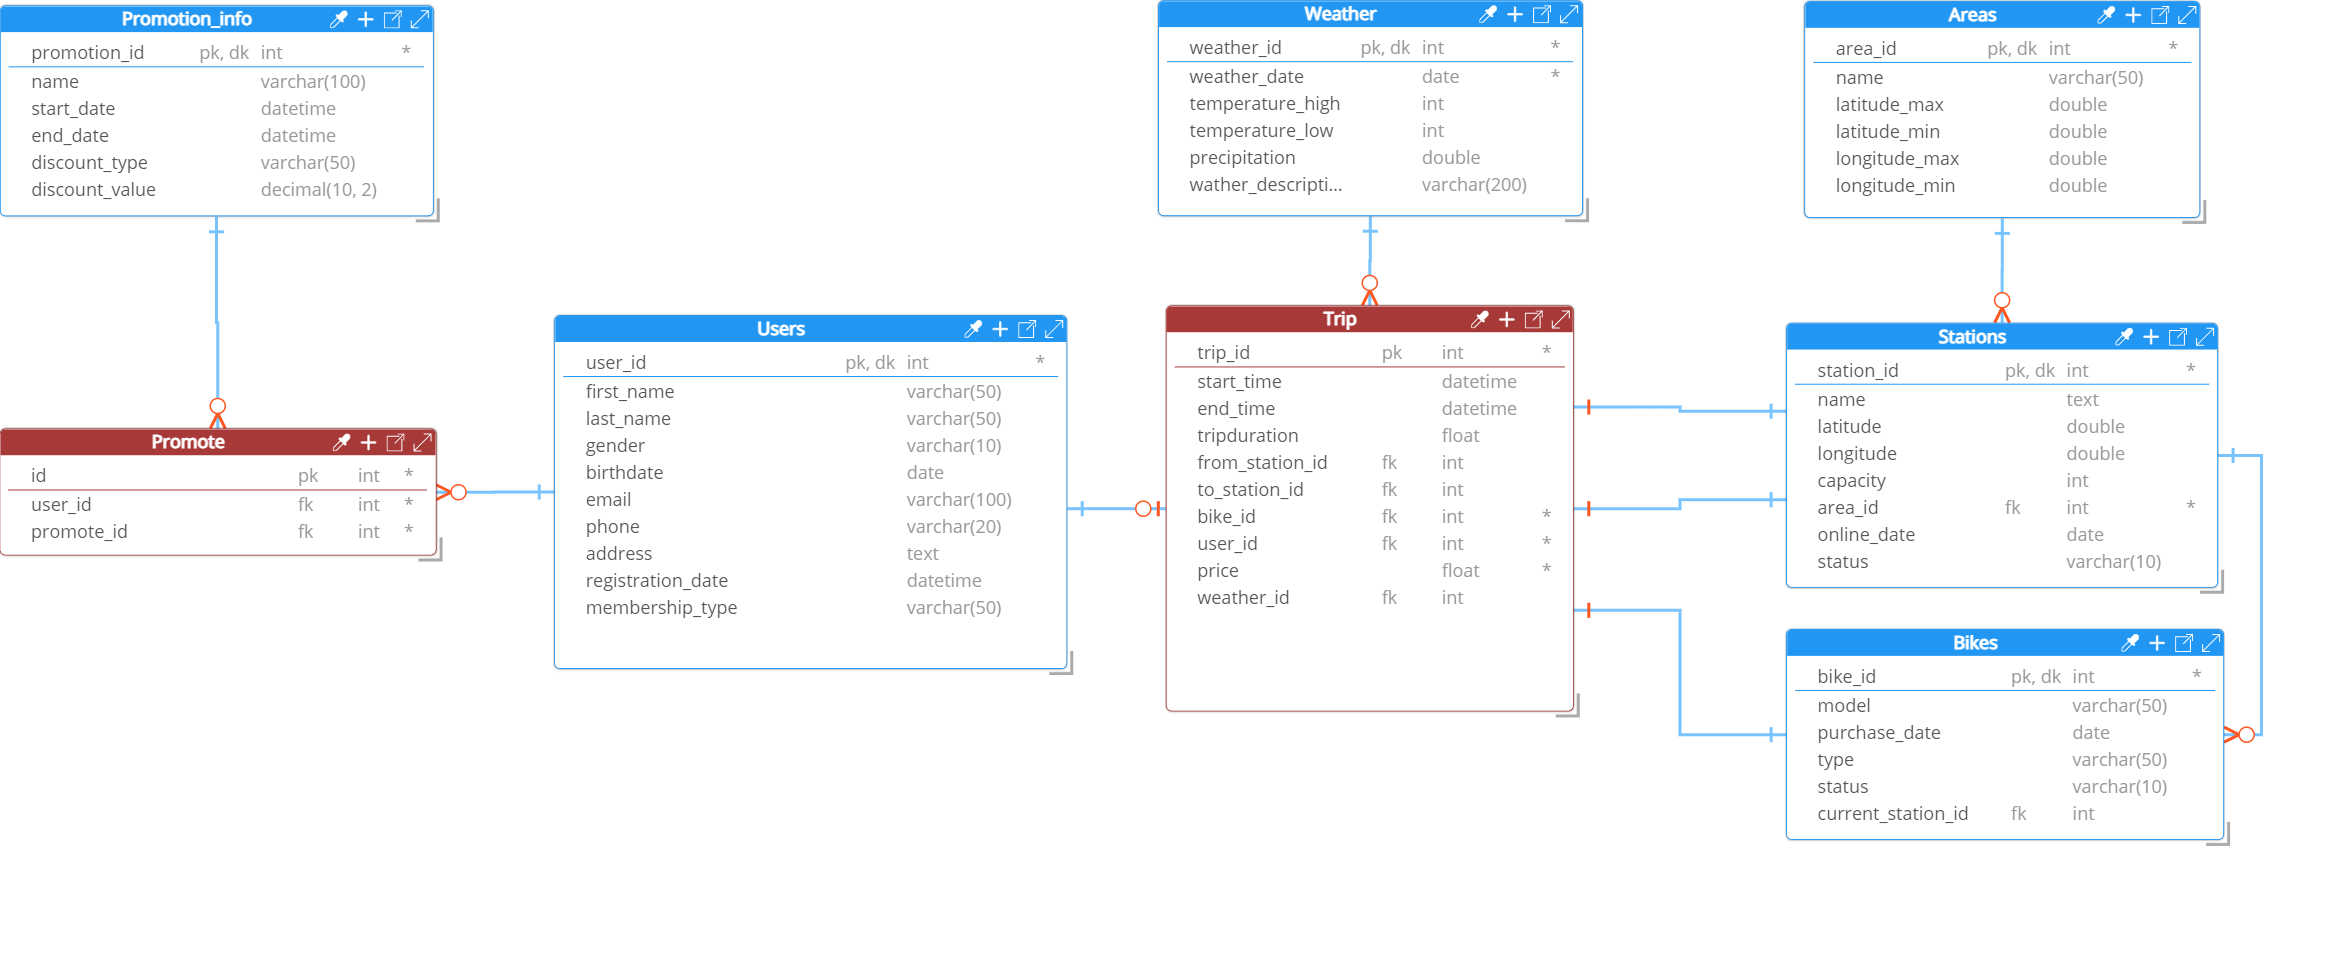 Promotion_info
promotion_id pk, dk int *
name varchar(100)
start_date datetime
end_date datetime
discount_type varchar(50)
discount_value decimal(10, 2)
Weather
weather_id pk, dk int *
weather_date date *
temperature_high int
temperature_low int
precipitation double
wather_descripti... varchar(200)
Areas
area_id pk, dk int *
name varchar(50)
latitude_max double
latitude_min double
longitude_max double
longitude_min double
Promote
id pk int *
user_id fk int *
promote_id fk int *
Users
user_id pk, dk int *
first_name varchar(50)
last_name varchar(50)
gender varchar(10)
birthdate date
email varchar(100)
phone varchar(20)
address text
registration_date datetime
membership_type varchar(50)
Trip
trip_id pk int *
start_time datetime
end_time datetime
tripduration float
from_station_id fk int
to_station_id fk int
bike_id fk int *
user_id fk int *
price float *
weather_id fk int
Stations
station_id pk, dk int *
name text
latitude double
longitude double
capacity int
area_id fk int *
online_date date
status varchar(10)
Bikes
bike_id pk, dk int *
model varchar(50)
purchase_date date
type varchar(50)
status varchar(10)
current_station_id fk int